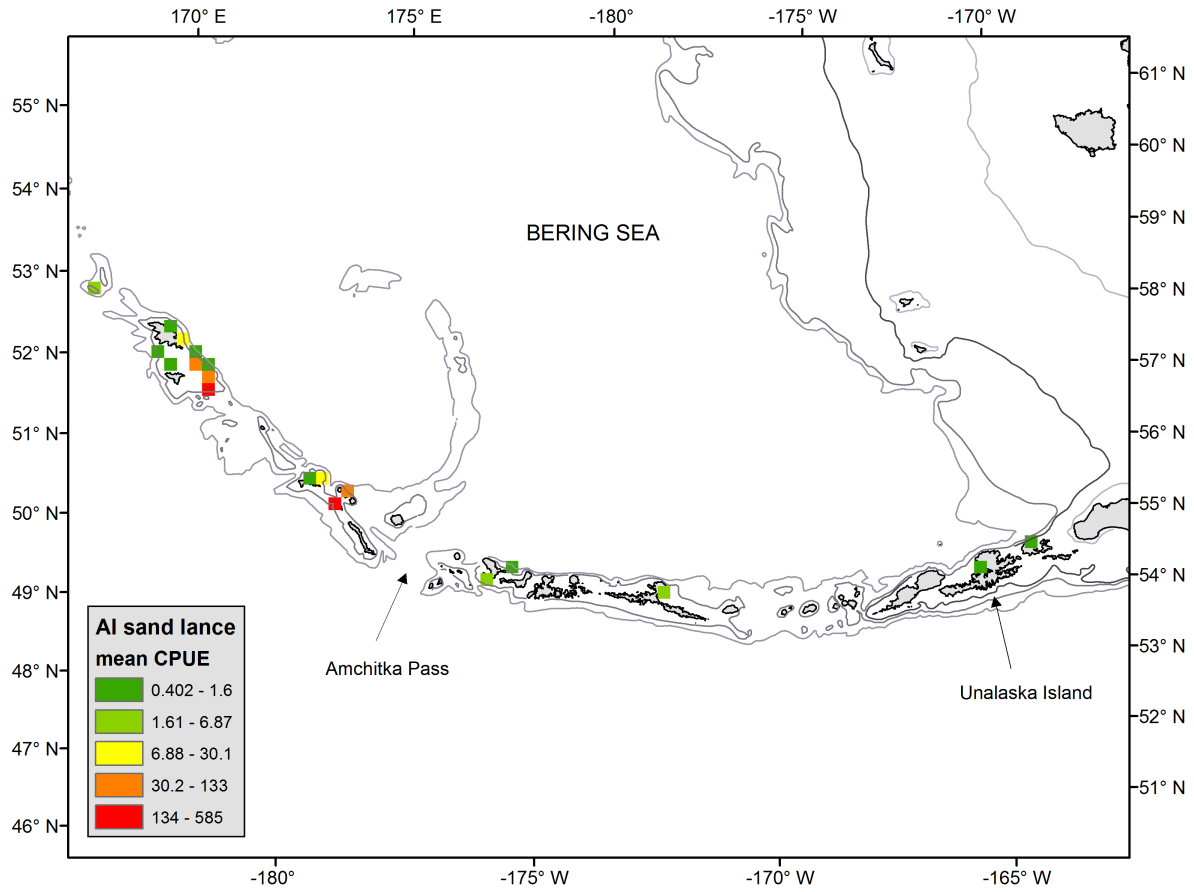 170° E 175° E -180° -175° W -170° W
55° N
54° N
53° N
52° N
51° N
50° N
49° N
48° N
47° N
46° N
61° N
60° N
59° N
58° N
57° N
56° N
55° N
54° N
53° N
52° N
51° N
BERING SEA
Amchitka Pass
Unalaska Island
AI sand lance
mean CPUE
0.402 - 1.6
1.61 - 6.87
6.88 - 30.1
30.2 - 133
134 - 585
-180° -175° W -170° W -165° W